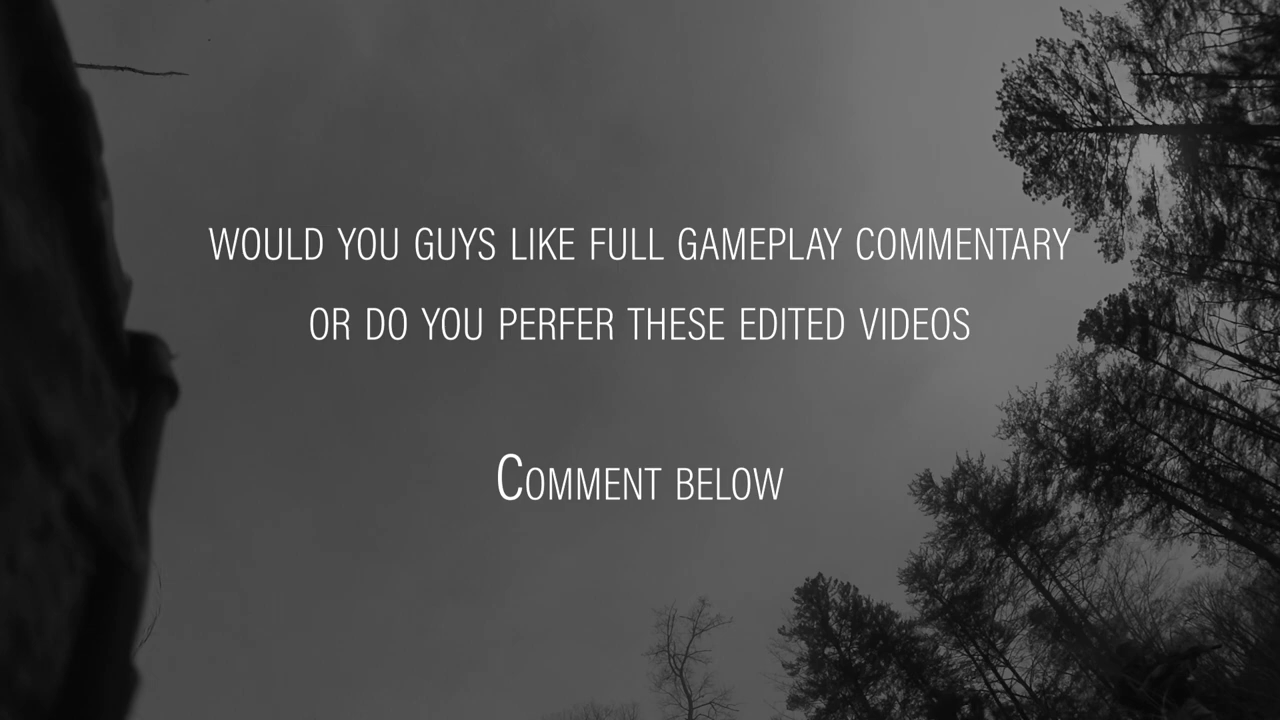 WOULD YOU GUYS LIKE FULL GAMEPLAY COMMENTARY
OR DO YOU PERFER THESE EDITED VIDEOS
COMMENT BELOW